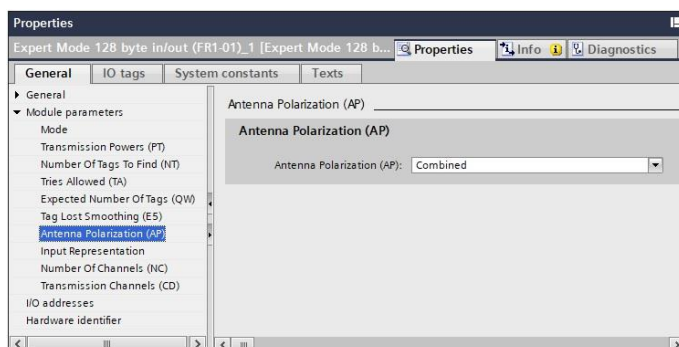 Properties
Expert Mode 128 byte in/out (FR1-01)_1 [Expert Mode 128 b...
Properties
Info
Diagnostics
General
IO tags
System constants
Texts
General
Module parameters
Mode
Transmission Powers (PT)
Number Of Tags To Find (NT)
Tries Allowed (TA)
Expected Number Of Tags (QW)
Tag Lost Smoothing (E5)
Antenna Polarization (AP)
Input Representation
Number Of Channels (NC)
Transmission Channels (CD)
I/O addresses
Hardware identifier
Antenna Polarization (AP)
Antenna Polarization (AP)
Antenna Polarization (AP): Combined